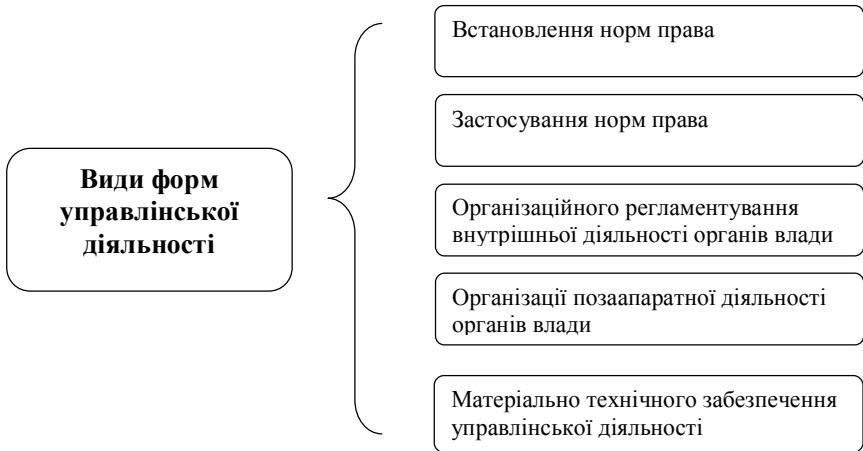 Види форм
управлінської
діяльності
Встановлення норм права
Застосування норм права
Організаційного регламентування
внутрішньої діяльності органів влади
Організації позаапаратної діяльності
органів влади
Матеріально технічного забезпечення
управлінської діяльності